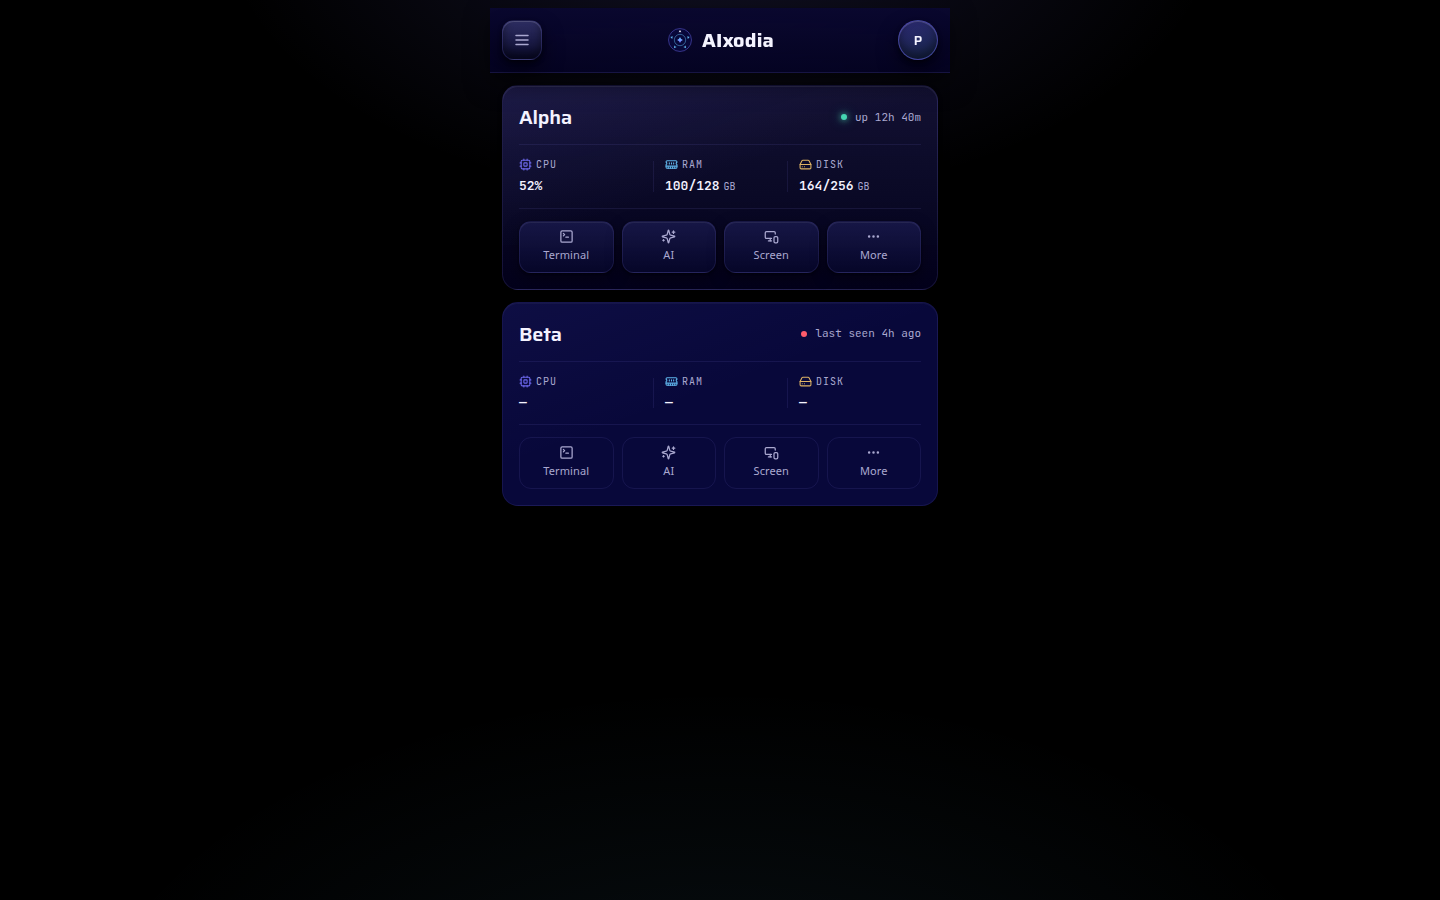 AIxodia
P
Alpha
up 12h 40m
CPU
RAM
DISK
52%
100/128 GB
164/256 GB
Terminal
AI
Screen
More
Beta
last seen 4h ago
CPU
RAM
DISK
—
—
—
Terminal
AI
Screen
More